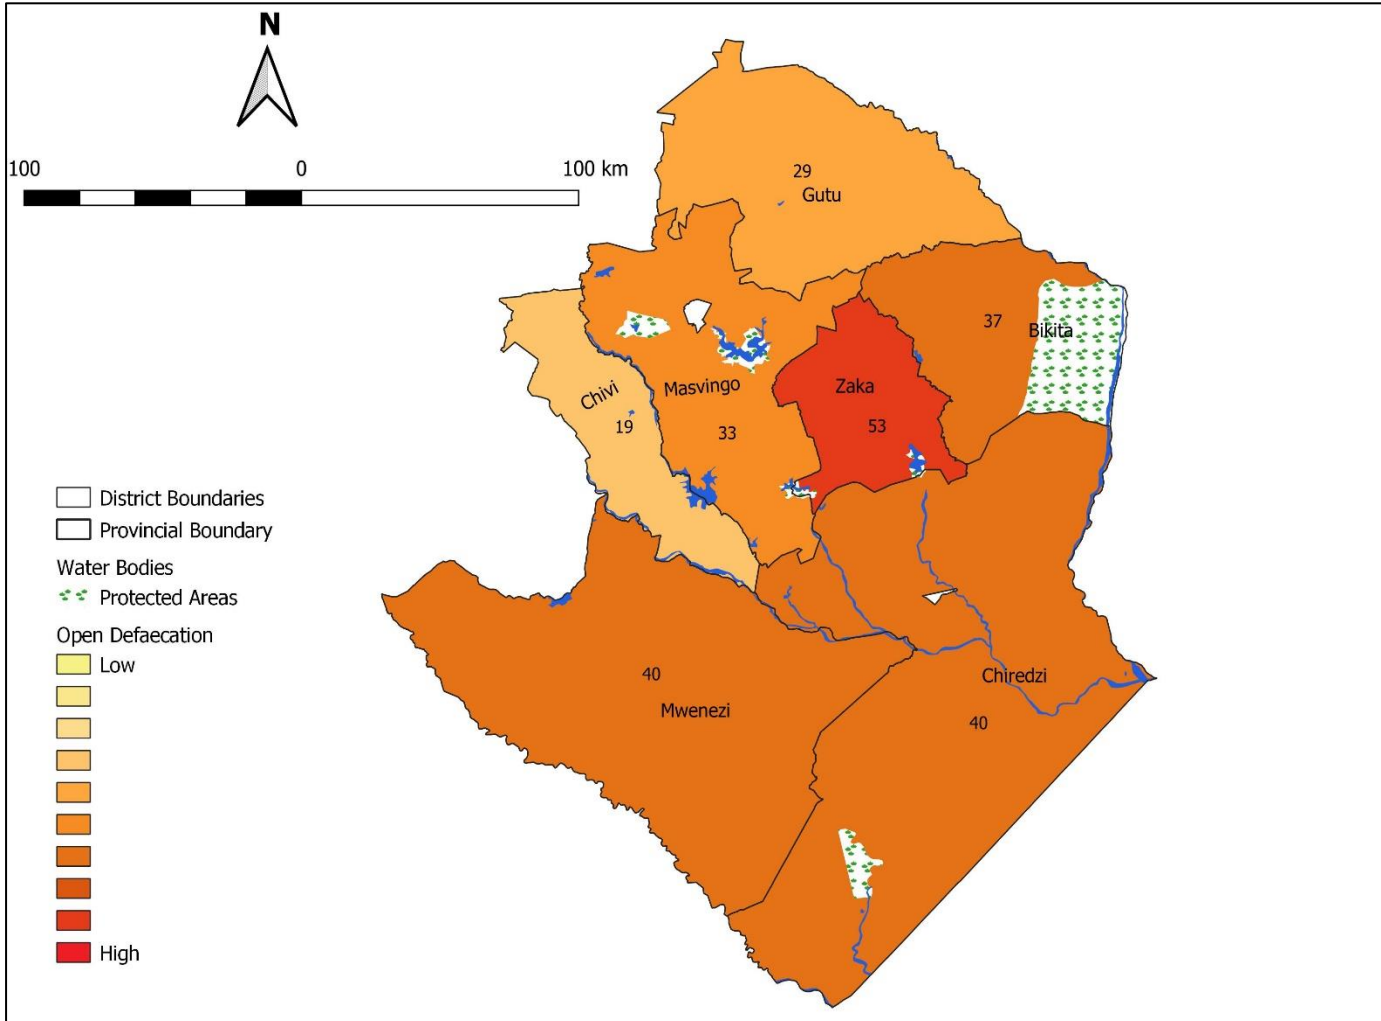 N
100 0 100 km
29
Gutu
37
Bikita
Chivi
19
Masvingo
33
Zaka
53
40
Mwenezi
Chiredzi
40
District Boundaries
Provincial Boundary
Water Bodies
Protected Areas
Open Defaecation
Low
High